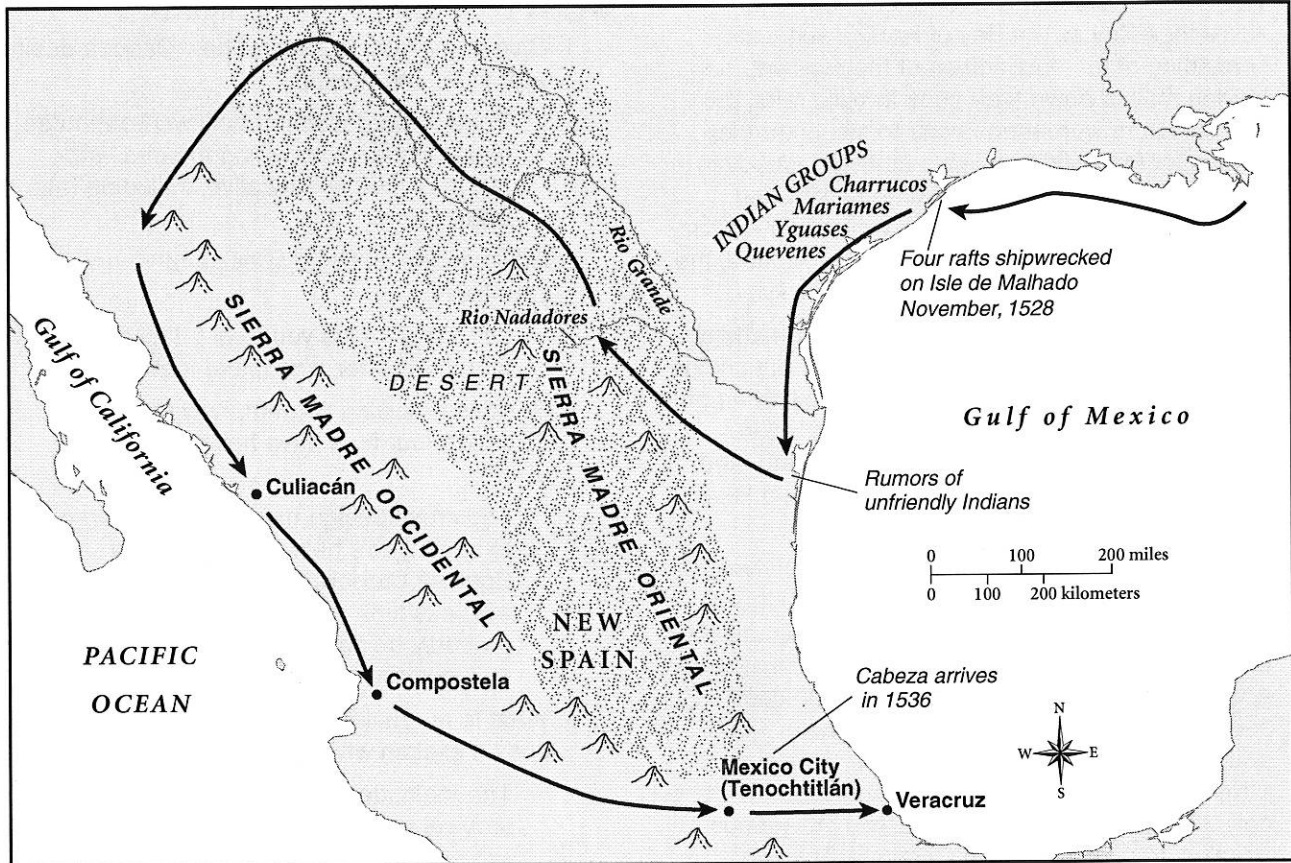 INDIAN GROUPS
Charrucos
Mariames
Yguases
Quevenes
Four rafts shipwrecked
on Isle de Malhado
November, 1528
Rio Grande
Rio Nadadores
DESERT
SIERRA MADRE OCCIDENTAL
SIERRA MADRE ORIENTAL
Gulf of California
Gulf of Mexico
Culiacán
Rumors of
unfriendly Indians
0 100 200 miles
0 100 200 kilometers
NEW
SPAIN
PACIFIC
OCEAN
Compostela
Cabeza arrives
in 1536
N
W E
S
Mexico City
(Tenochtitlán)
Veracruz